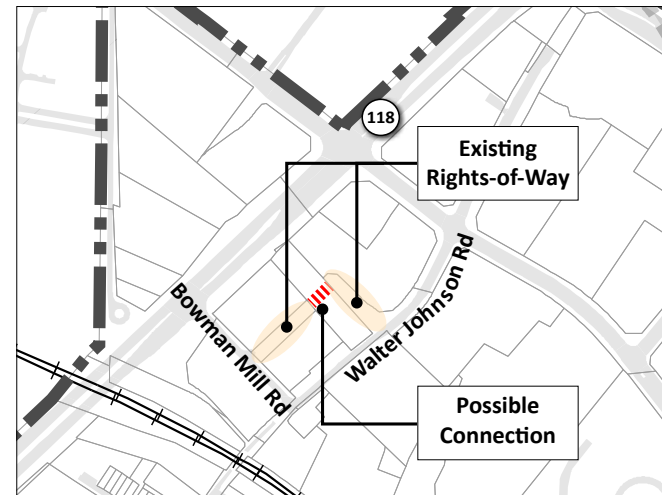 118
Existing
Rights-of-Way
Bowman Mill Rd
Walter Johnson Rd
Possible
Connection